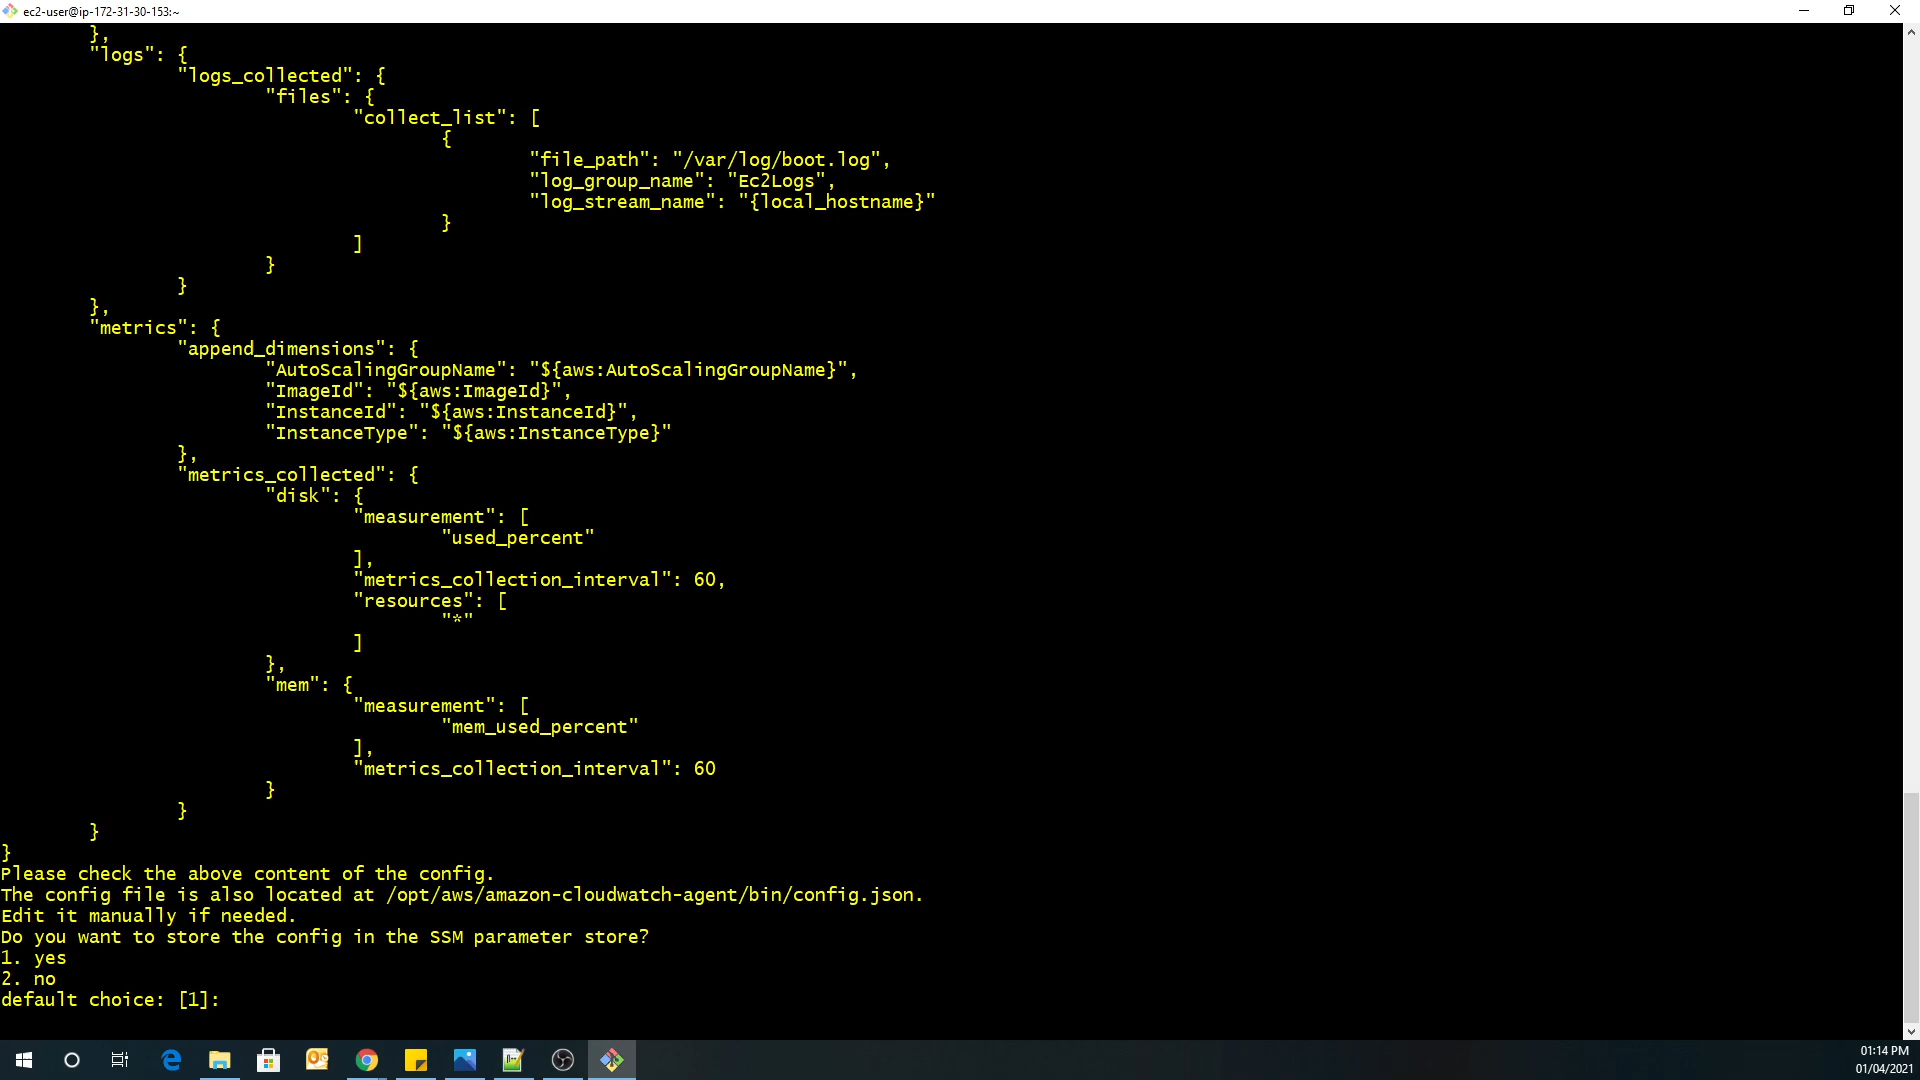 ec2-user@ip-172-31-30-153:~
},
"logs": {
"logs_collected": {
"files": {
"collect_list": [
{
"file_path": "/var/log/boot.log",
"log_group_name": "Ec2Logs",
"log_stream_name": "{local_hostname}"
}
]
}
}
},
"metrics": {
"append_dimensions": {
"AutoScalingGroupName": "${aws:AutoScalingGroupName}",
"ImageId": "${aws:ImageId}",
"InstanceId": "${aws:InstanceId}",
"InstanceType": "${aws:InstanceType}"
},
"metrics_collected": {
"disk": {
"measurement": [
"used_percent"
],
"metrics_collection_interval": 60,
"resources": [
"*"
]
},
"mem": {
"measurement": [
"mem_used_percent"
],
"metrics_collection_interval": 60
}
}
}
}
Please check the above content of the config.
The config file is also located at /opt/aws/amazon-cloudwatch-agent/bin/config.json.
Edit it manually if needed.
Do you want to store the config in the SSM parameter store?
1. yes
2. no
default choice: [1]:
01:14 PM
01/04/2021